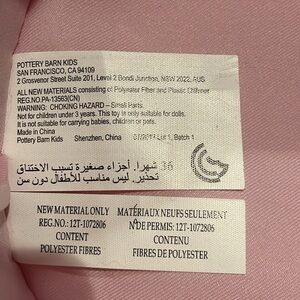 POTTERY BARN KIDS
SAN FRANCISCO, CA 94109
2 Grosvenor Street Suite 201, Level 2 Bondi Junction, NSW 2022, AUS
ALL NEW MATERIALS consisting of Polyester Fiber and Plastic
REG.NO.PA-13563(CN)
WARNING: CHOKING HAZARD – Small Parts.
Not for children under 3 years. This toy is only suitable for adults.
It is not suitable for carrying babies, children or pets.
Made in China
Pottery Barn Kids Shenzhen, China Lot 1, Batch 1
36 شهرا. أجزاء صغيرة تسبب الاختناق
تحذير. ليس مناسب للأطفال دون سن
NEW MATERIAL ONLY
REG.NO.: 12T-1072806
CONTENT
POLYESTER FIBRES
MATÉRIAUX NEUFS SEULEMENT
Nº DE PERMIS: 12T-1072806
CONTENU
FIBRES DE POLYESTER